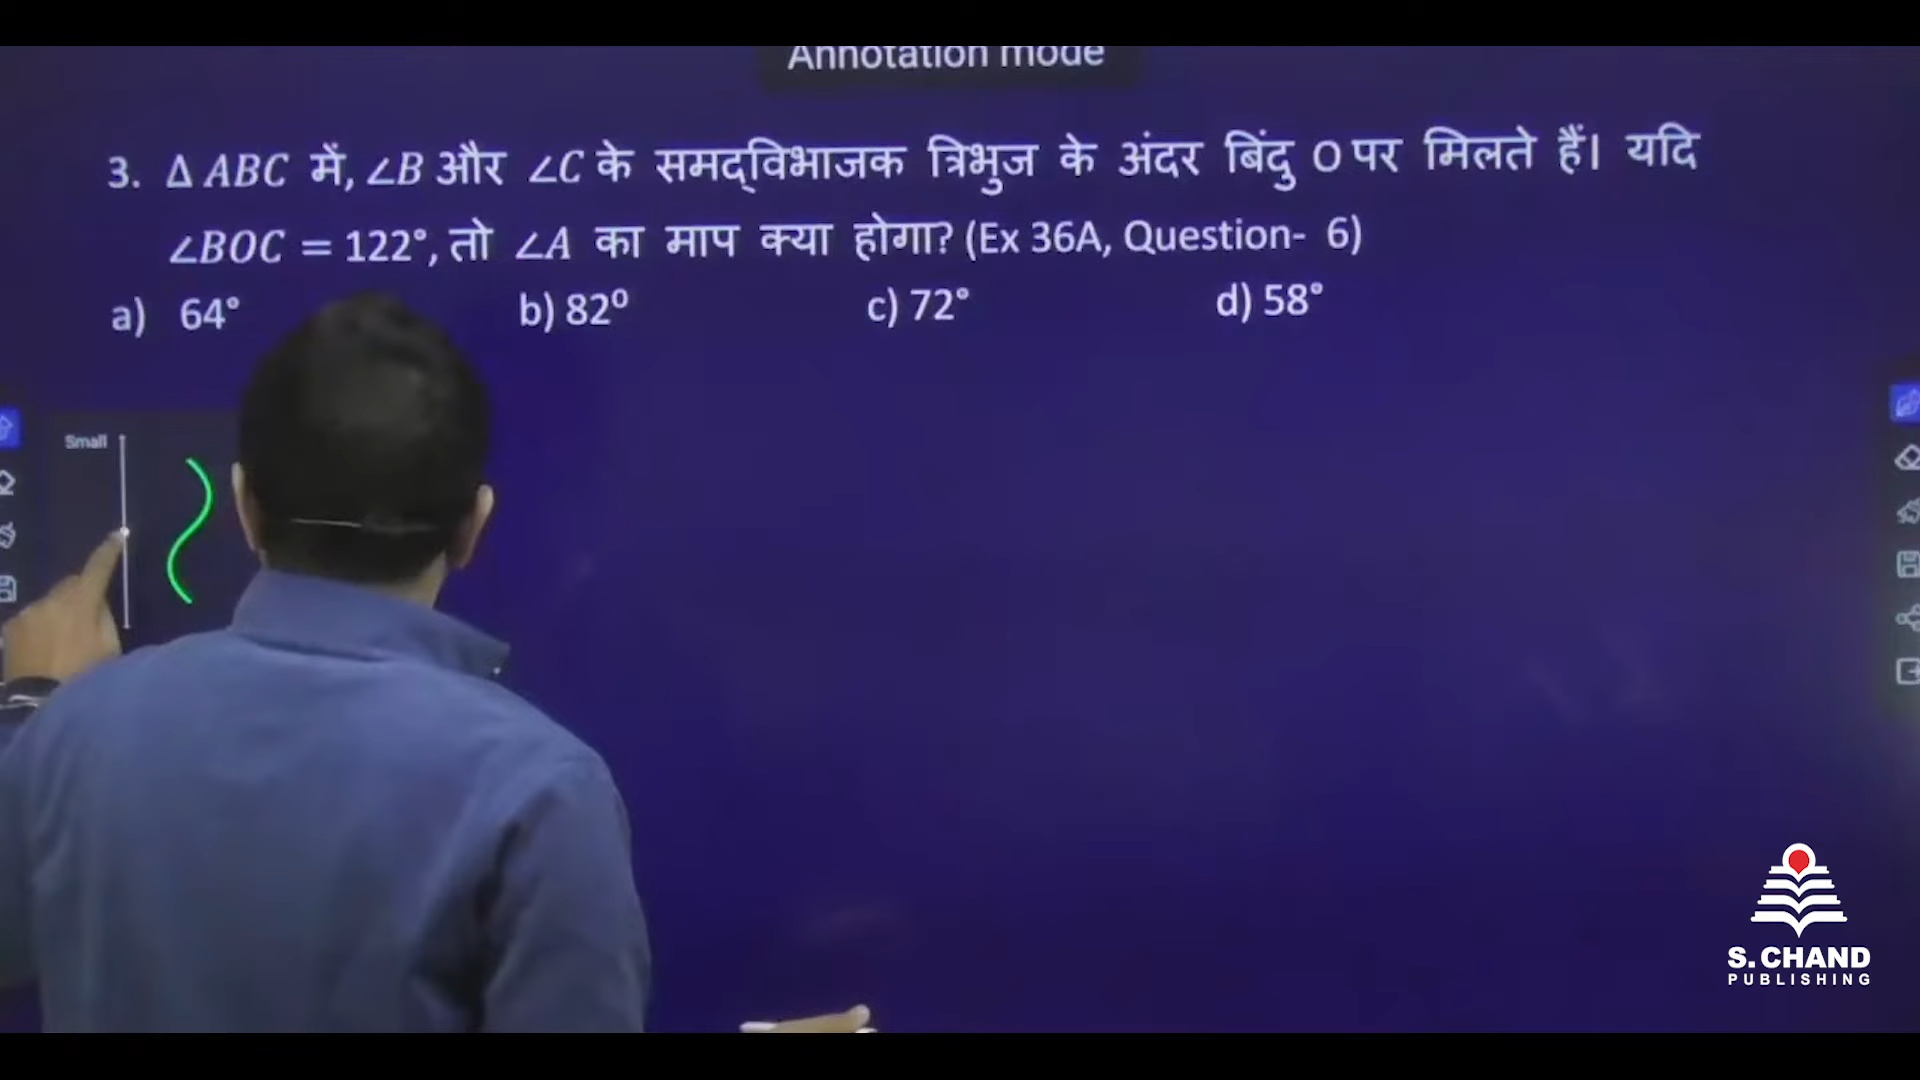 Annotation mode
3. Δ ABC में, ∠B और ∠C के समद्विभाजक त्रिभुज के अंदर बिंदु O पर मिलते हैं। यदि
∠BOC = 122°, तो ∠A का माप क्या होगा? (Ex 36A, Question- 6)
a) 64° b) 82⁰ c) 72° d) 58°
Small
S. CHAND
PUBLISHING